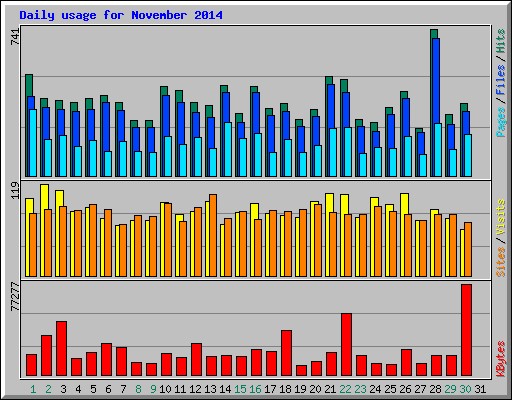 Daily usage for November 2014
741
Pages / Files / Hits
119
Sites / Visits
77277
KBytes
1 2 3 4 5 6 7 8 9 10 11 12 13 14 15 16 17 18 19 20 21 22 23 24 25 26 27 28 29 30 31